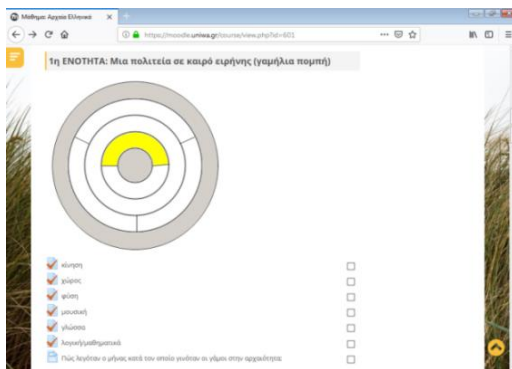 Μάθημα: Αρχαία Ελληνικά
https://moodle.uniwa.gr/course/view.php?id=601
1η ΕΝΟΤΗΤΑ: Μια πολιτεία σε καιρό ειρήνης (γαμήλια πομπή)
κίνηση
χώρος
φύση
μουσική
γλώσσα
λογική/μαθηματικά
Πώς λεγόταν ο μήνας κατά τον οποίο γινόταν οι γάμοι στην αρχαιότητα;